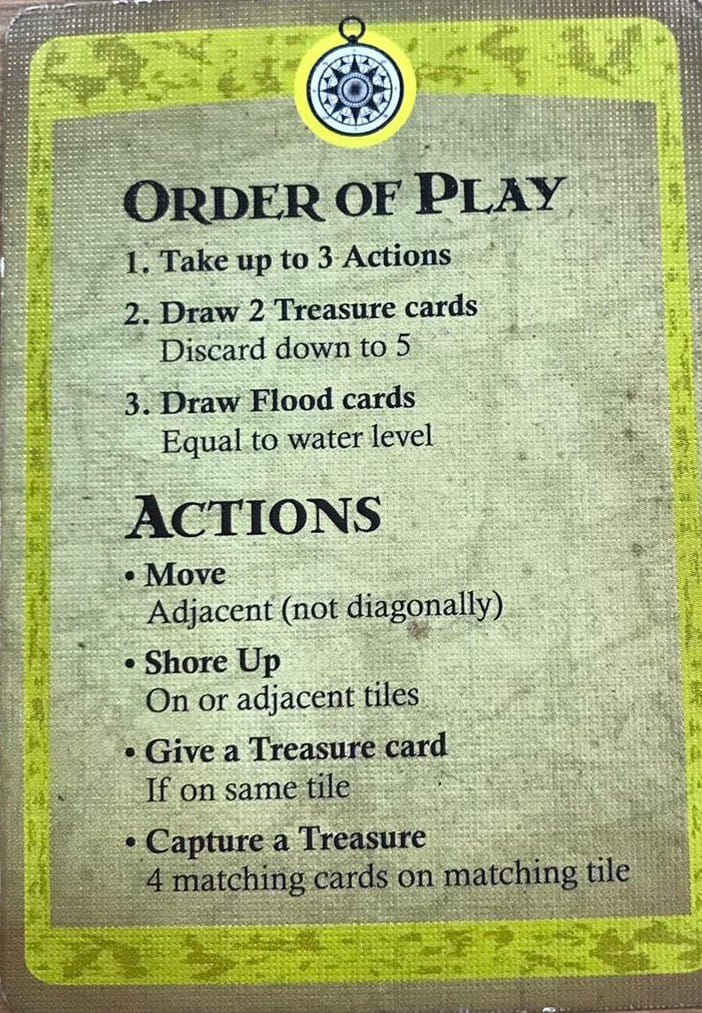 ORDER OF PLAY
1. Take up to 3 Actions
2. Draw 2 Treasure cards
Discard down to 5
3. Draw Flood cards
Equal to water level
ACTIONS
• Move
Adjacent (not diagonally)
• Shore Up
On or adjacent tiles
• Give a Treasure card
If on same tile
• Capture a Treasure
4 matching cards on matching tile